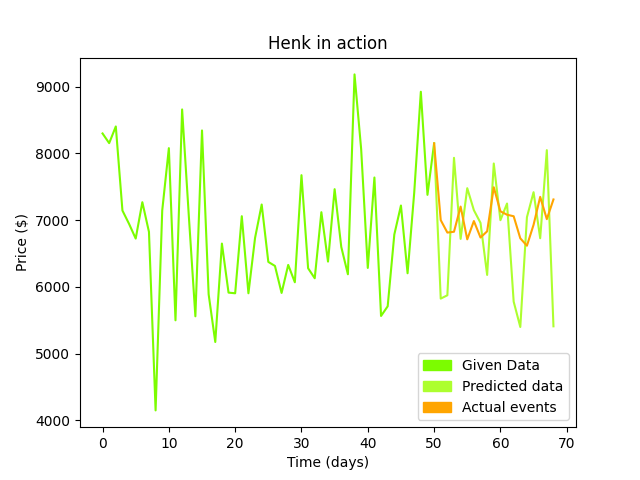 Henk in action
Price ($)
9000
8000
7000
6000
5000
4000
Given Data
Predicted data
Actual events
0 10 20 30 40 50 60 70
Time (days)